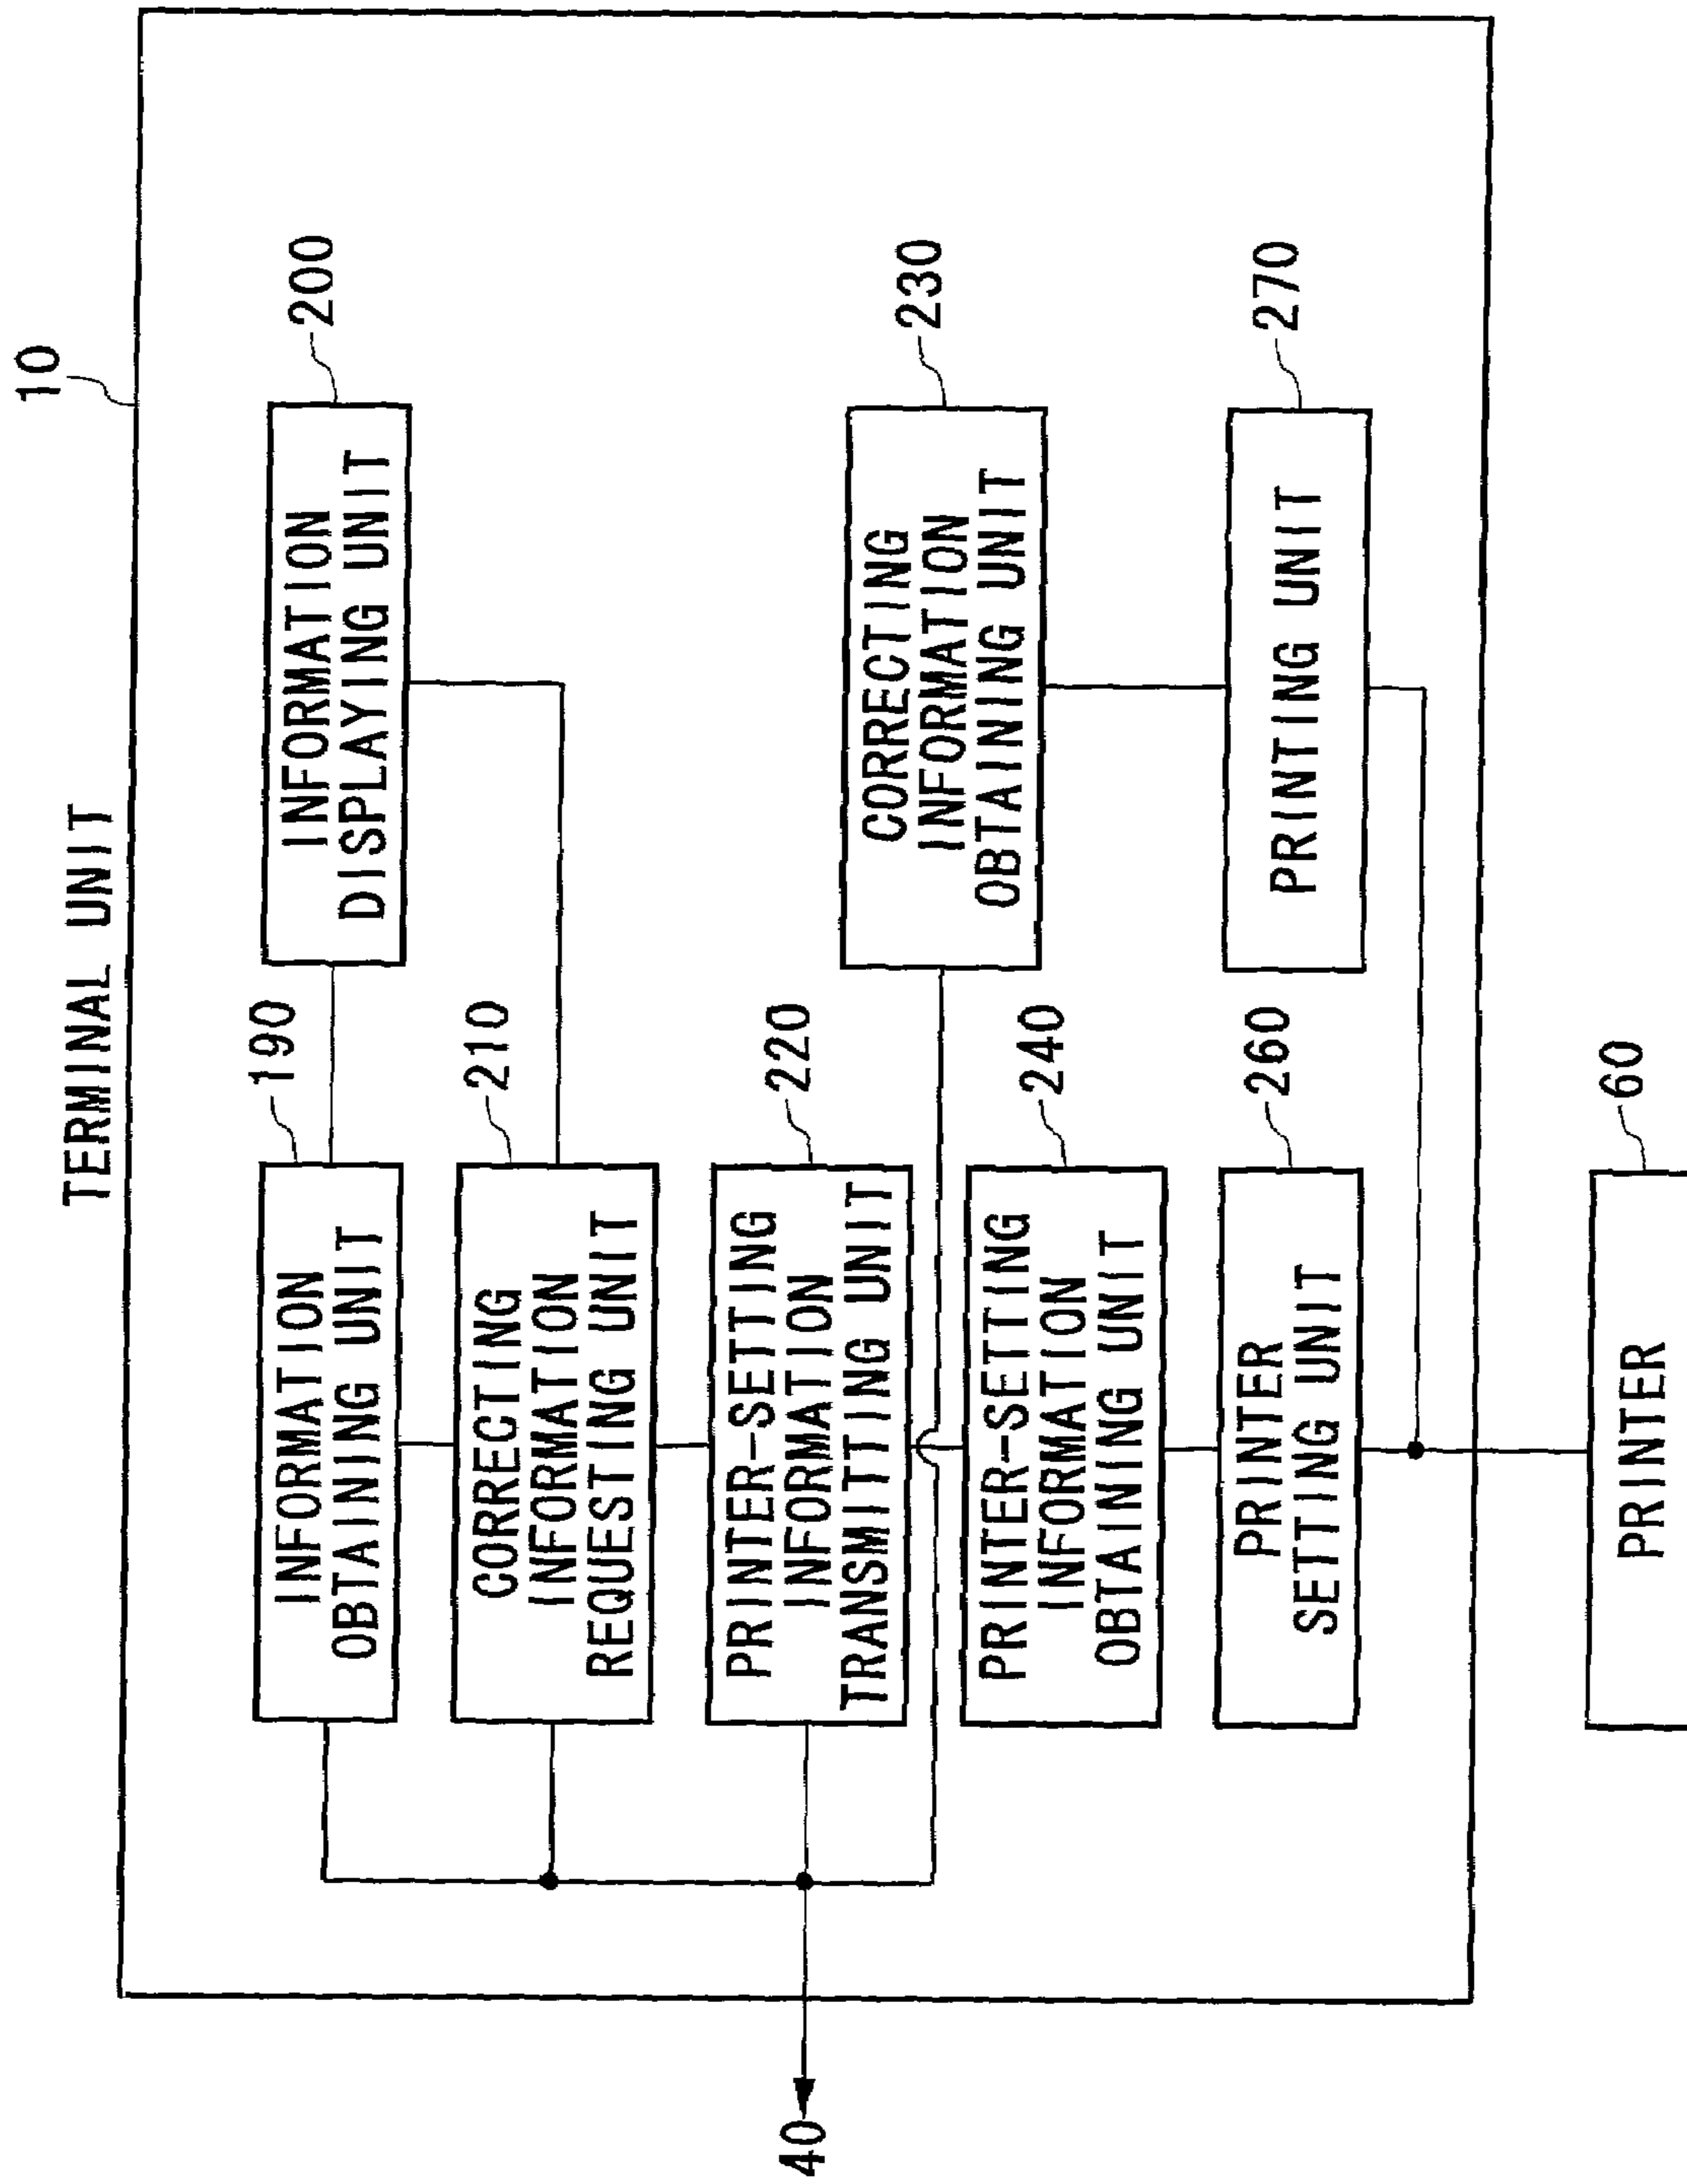 TERMINAL UNIT
10
190
INFORMATION
OBTAINING UNIT
200
INFORMATION
DISPLAYING UNIT
210
CORRECTING
INFORMATION
REQUESTING UNIT
220
PRINTER-SETTING
INFORMATION
TRANSMITTING UNIT
40
230
CORRECTING
INFORMATION
OBTAINING UNIT
240
PRINTER-SETTING
INFORMATION
OBTAINING UNIT
260
PRINTER
SETTING UNIT
270
PRINTING UNIT
60
PRINTER